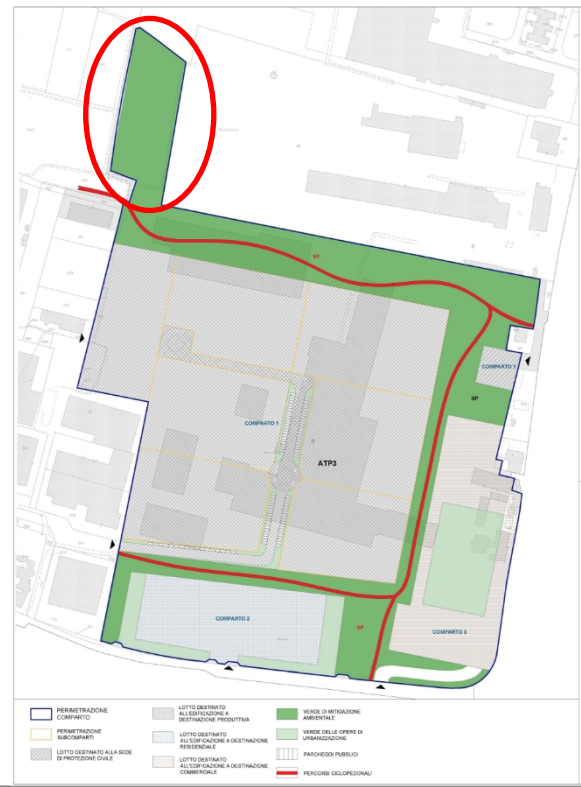 SP
COMPARTO 1
SP
COMPARTO 1
ATP3
COMPARTO 2
SP
COMPARTO 3
PERIMETRAZIONE
COMPARTO
PERIMETRAZIONE
SUBCOMPARTI
LOTTO DESTINATO ALLA SEDE
DI PROTEZIONE CIVILE
LOTTO DESTINATO
ALL'EDIFICAZIONE A
DESTINAZIONE PRODUTTIVA
LOTTO DESTINATO
ALL'EDIFICAZIONE A DESTINAZIONE
RESIDENZIALE
LOTTO DESTINATO
ALL'EDIFICAZIONE A DESTINAZIONE
COMMERCIALE
VERDE DI MITIGAZIONE
AMBIENTALE
VERDE DELLE OPERE DI
URBANIZZAZIONE
PARCHEGGI PUBBLICI
PERCORSI CICLOPEDONALI